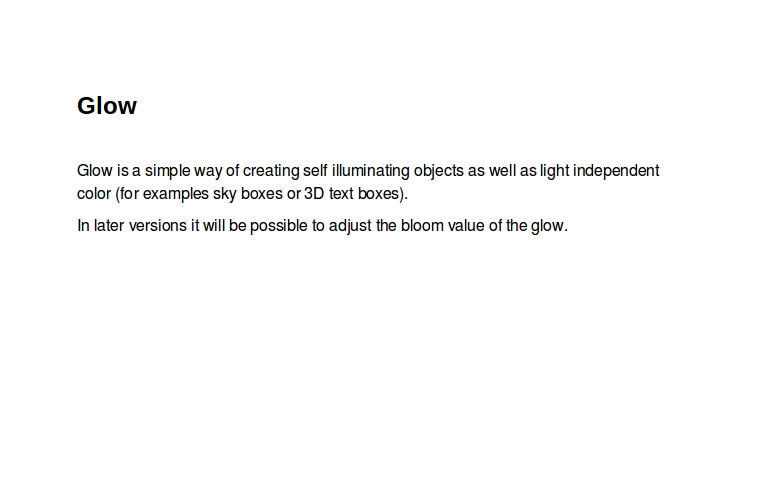 Glow
Glow is a simple way of creating self illuminating objects as well as light independent
color (for examples sky boxes or 3D text boxes).
In later versions it will be possible to adjust the bloom value of the glow.